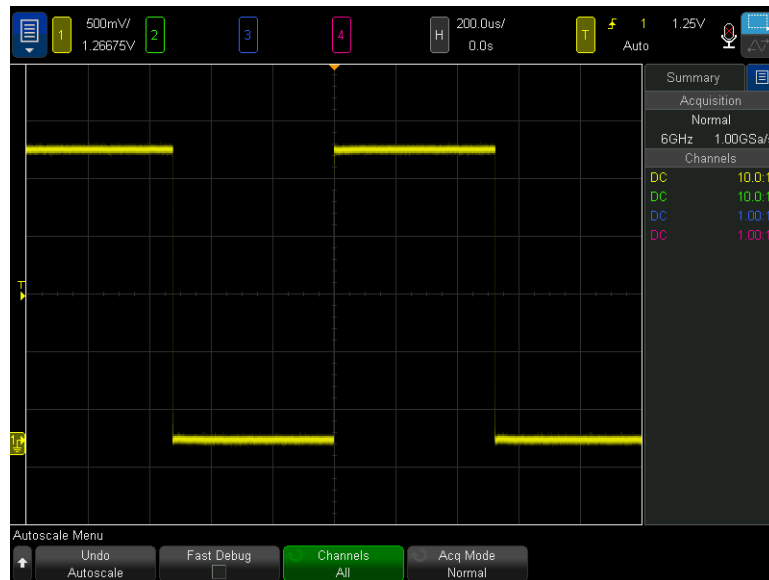 1 500mV/ 2 3 4 H 200.0us/ T 1 1.25V
1.26675V 0.0s Auto
Summary
Acquisition
Normal
6GHz 1.00GSa/s
Channels
DC 10.0:1
DC 10.0:1
DC 1.00:1
DC 1.00:1
T
1
Autoscale Menu
Undo Fast Debug Channels Acq Mode
Autoscale All Normal